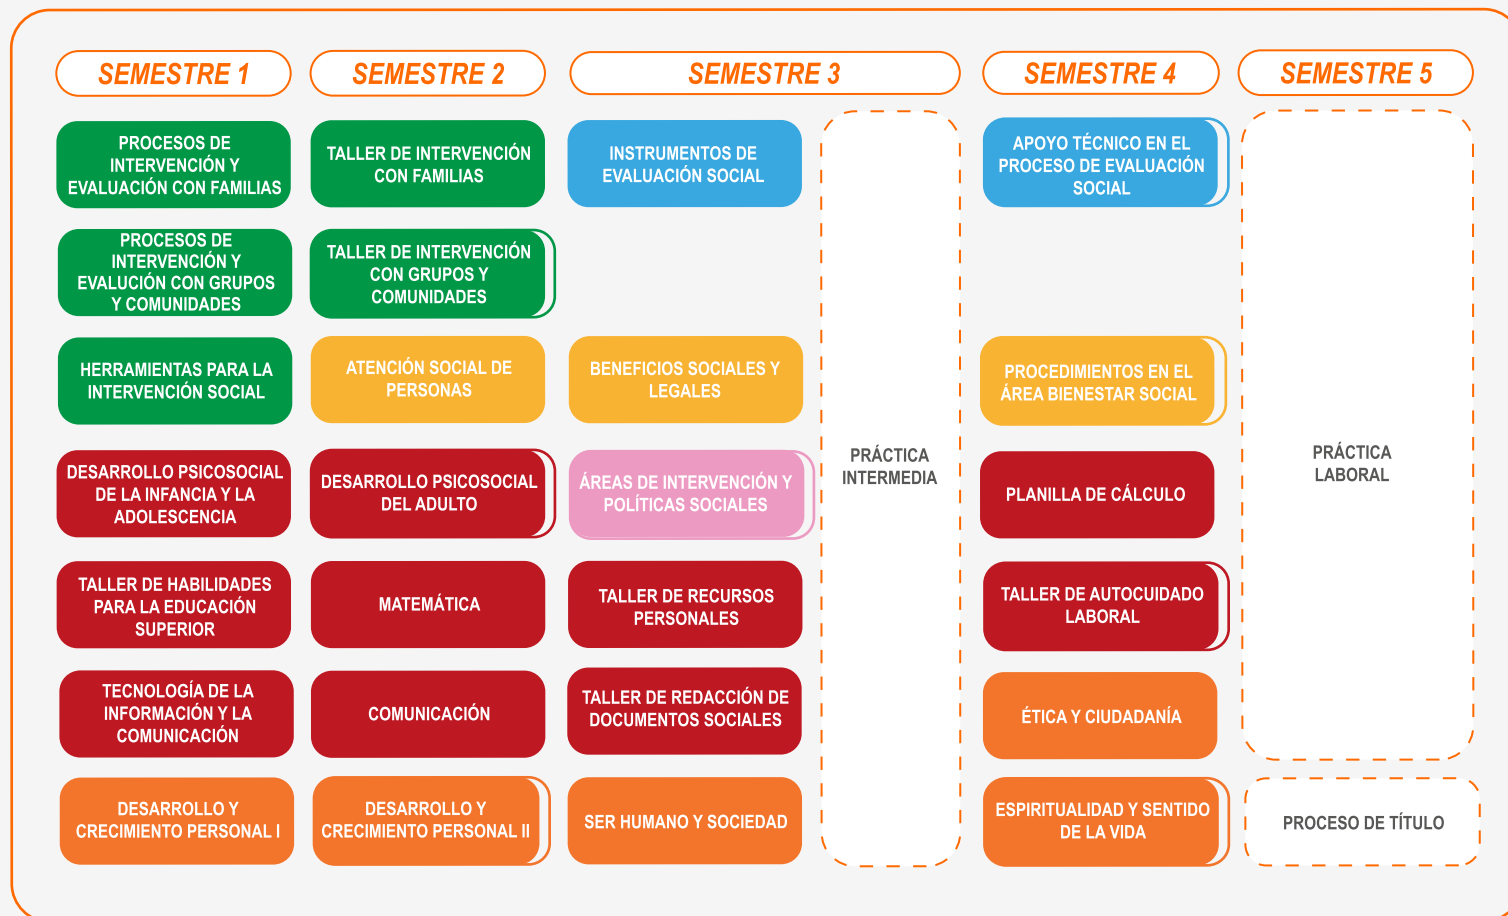 SEMESTRE 1
SEMESTRE 2
SEMESTRE 3
SEMESTRE 4
SEMESTRE 5
PROCESOS DE
INTERVENCIÓN Y
EVALUACIÓN CON FAMILIAS
TALLER DE INTERVENCIÓN
CON FAMILIAS
INSTRUMENTOS DE
EVALUACIÓN SOCIAL
APOYO TÉCNICO EN EL
PROCESO DE EVALUACIÓN
SOCIAL
PROCESOS DE
INTERVENCIÓN Y
EVALUCIÓN CON GRUPOS
Y COMUNIDADES
TALLER DE INTERVENCIÓN
CON GRUPOS Y
COMUNIDADES
HERRAMIENTAS PARA LA
INTERVENCIÓN SOCIAL
ATENCIÓN SOCIAL DE
PERSONAS
BENEFICIOS SOCIALES Y
LEGALES
PROCEDIMIENTOS EN EL
ÁREA BIENESTAR SOCIAL
DESARROLLO PSICOSOCIAL
DE LA INFANCIA Y LA
ADOLESCENCIA
DESARROLLO PSICOSOCIAL
DEL ADULTO
ÁREAS DE INTERVENCIÓN Y
POLÍTICAS SOCIALES
PRÁCTICA
INTERMEDIA
PLANILLA DE CÁLCULO
PRÁCTICA
LABORAL
TALLER DE HABILIDADES
PARA LA EDUCACIÓN
SUPERIOR
MATEMÁTICA
TALLER DE RECURSOS
PERSONALES
TALLER DE AUTOCUIDADO
LABORAL
TECNOLOGÍA DE LA
INFORMACIÓN Y LA
COMUNICACIÓN
COMUNICACIÓN
TALLER DE REDACCIÓN DE
DOCUMENTOS SOCIALES
ÉTICA Y CIUDADANÍA
DESARROLLO Y
CRECIMIENTO PERSONAL I
DESARROLLO Y
CRECIMIENTO PERSONAL II
SER HUMANO Y SOCIEDAD
ESPIRITUALIDAD Y SENTIDO
DE LA VIDA
PROCESO DE TÍTULO